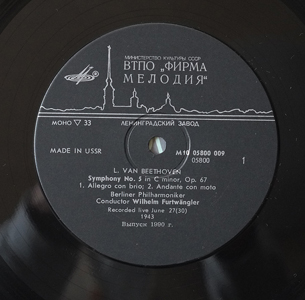 МИНИСТЕРСТВО КУЛЬТУРЫ СССР
ВТПО „ФИРМА
МЕЛОДИЯ"
МОНО ▽ 33 ЛЕНИНГРАДСКИЙ ЗАВОД
MADE IN USSR
М10 05800 009
05800
1
L. VAN BEETHOVEN
Symphony No. 5 in C minor, Op. 67
1. Allegro con brio; 2. Andante con moto
Berliner Philharmoniker
Conductor Wilhelm Furtwängler
Recorded live June 27(30)
1943
Выпуск 1990 г.